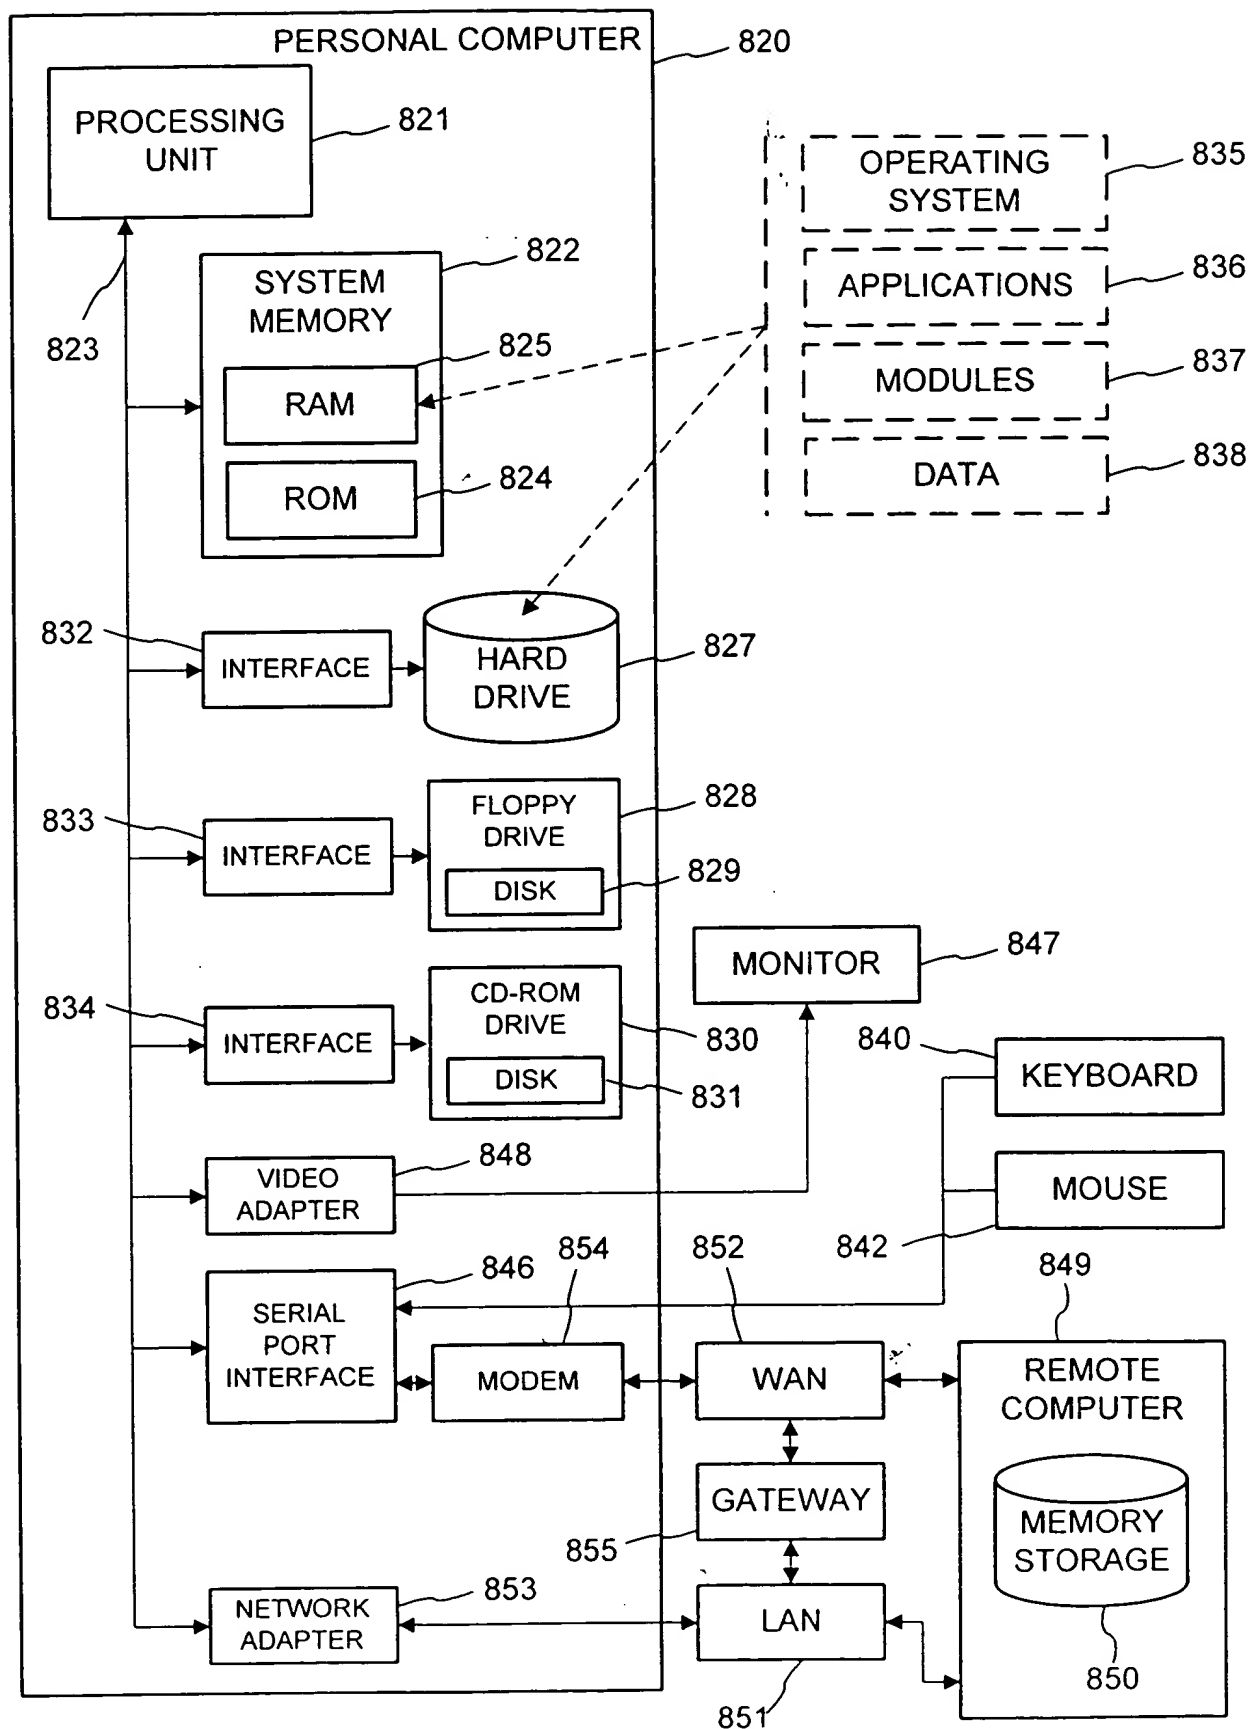 PERSONAL COMPUTER
820
PROCESSING
UNIT
821
823
SYSTEM
MEMORY
822
RAM
825
ROM
824
OPERATING
SYSTEM
835
APPLICATIONS
836
MODULES
837
DATA
838
832
INTERFACE
HARD
DRIVE
827
833
INTERFACE
FLOPPY
DRIVE
828
DISK
829
834
INTERFACE
CD-ROM
DRIVE
830
DISK
831
MONITOR
847
840
KEYBOARD
MOUSE
842
VIDEO
ADAPTER
848
SERIAL
PORT
INTERFACE
846
854
MODEM
852
WAN
849
REMOTE
COMPUTER
MEMORY
STORAGE
850
GATEWAY
855
NETWORK
ADAPTER
853
LAN
851